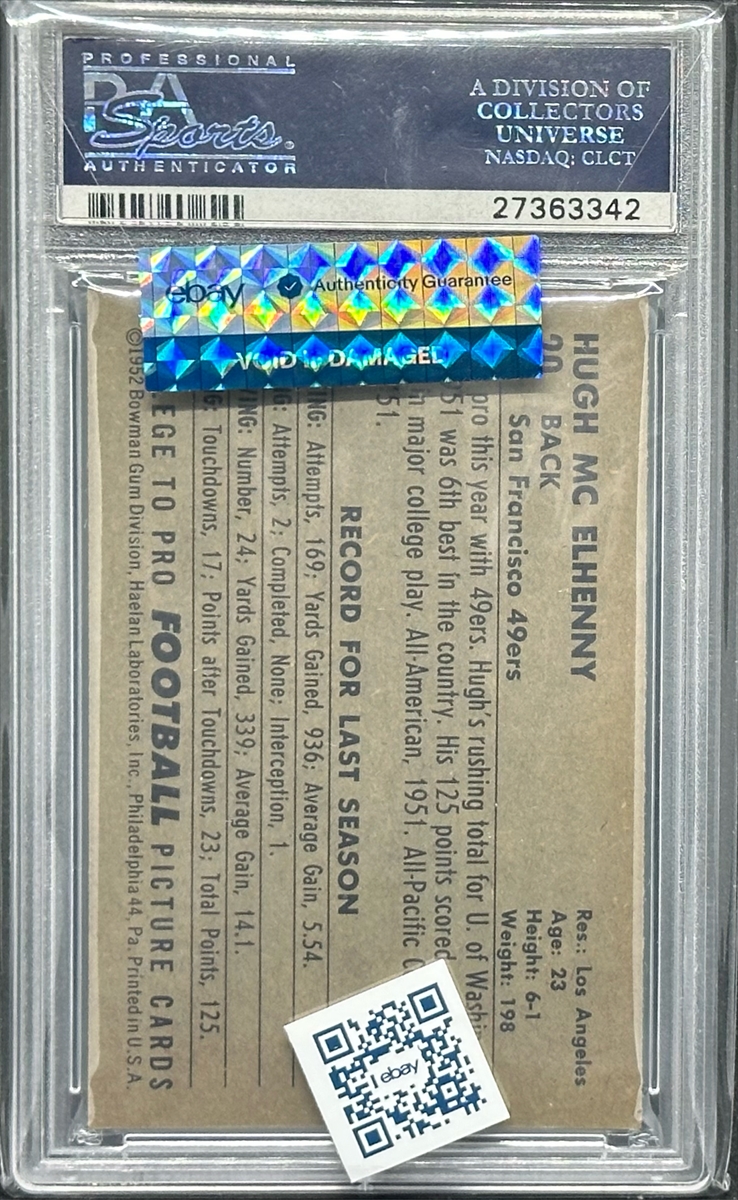 PROFESSIONAL
PSA
Sports
AUTHENTICATOR
A DIVISION OF
COLLECTORS
UNIVERSE
NASDAQ: CLCT
27363342
ebay Authenticity Guarantee
VOID IF DAMAGED
HUGH MC ELHENNY
BACK
San Francisco 49ers
Res.: Los Angeles
Age: 23
Height: 6-1
Weight: 198
pro this year with 49ers. Hugh's rushing total for U. of
51 was 6th best in the country. His 125 points scored
major college play. All-American, 1951. All-Pacific
51.
RECORD FOR LAST SEASON
Attempts, 169; Yards Gained, 936; Average Gain, 5.54.
Attempts, 2; Completed, None; Interception, 1.
Number, 24; Yards Gained, 339; Average Gain, 14.1.
Touchdowns, 17; Points after Touchdowns, 23; Total Points, 125.
TO PRO FOOTBALL PICTURE CARDS
©1952 Bowman Gum Division, Haelan Laboratories, Inc., Philadelphia 44, Pa. Printed in U.S.A.
ebay